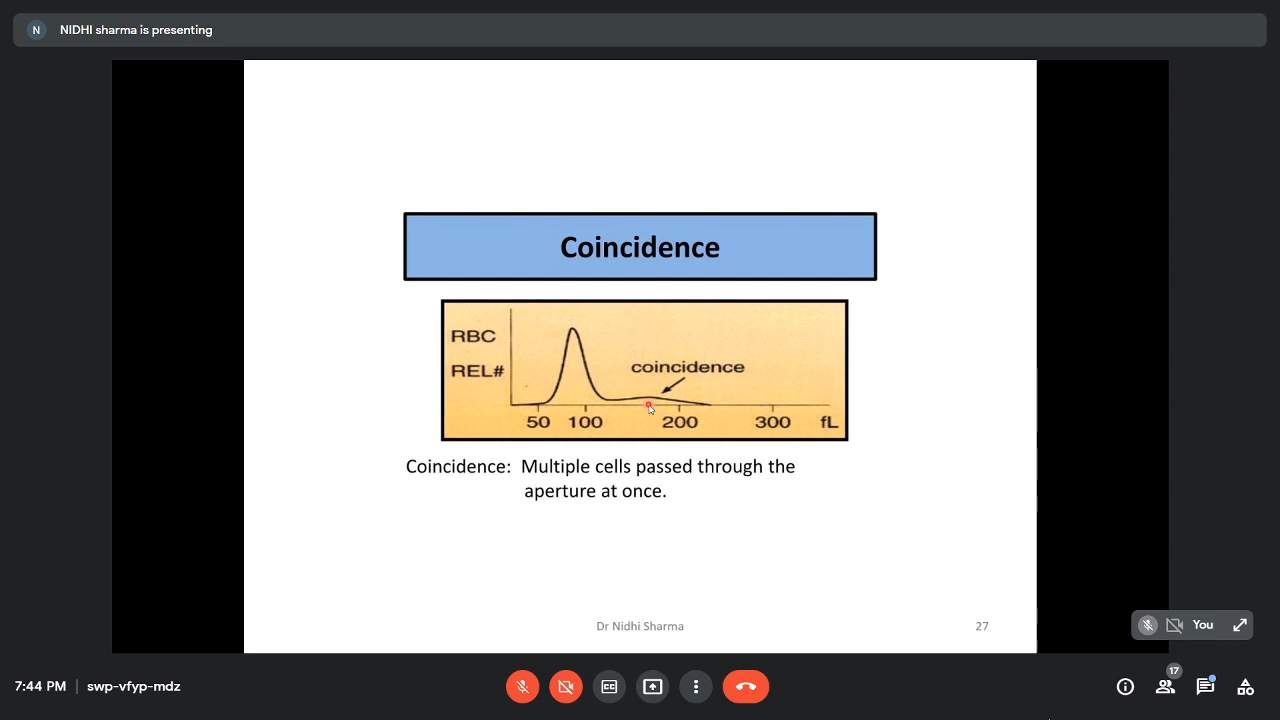 N NIDHI sharma is presenting
Coincidence
RBC
REL#
coincidence
50 100 200 300 fL
Coincidence: Multiple cells passed through the
aperture at once.
Dr Nidhi Sharma 27
You
17
7:44 PM | swp-vfyp-mdz
CC